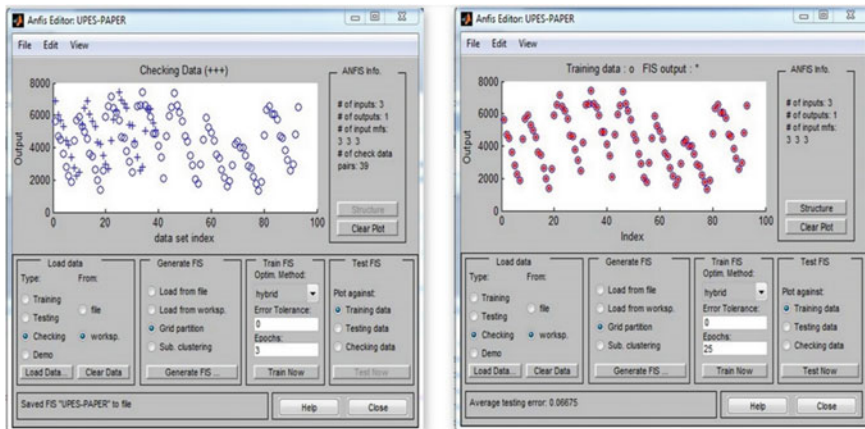 Anfis Editor: UPES-PAPER
File Edit View
Checking Data (+++)
Output
8000
6000
4000
2000
0
0 20 40 60 80 100
data set index
ANFIS Info.
# of inputs: 3
# of outputs: 1
# of input mfs:
3 3 3
# of check data
pairs: 39
Structure
Clear Plot
Load data
Type: From:
Training
Testing
Checking
Demo
file
worksp.
Load Data... Clear Data
Generate FIS
Load from file
Load from worksp.
Grid partition
Sub. clustering
Generate FIS ...
Train FIS
Optim. Method:
hybrid
Error Tolerance:
0
Epochs:
3
Train Now
Test FIS
Plot against:
Training data
Testing data
Checking data
Test Now
Saved FIS "UPES-PAPER" to file
Help Close
Anfis Editor: UPES-PAPER
File Edit View
Training data : o FIS output : *
Output
8000
6000
4000
2000
0
0 20 40 60 80 100
Index
ANFIS Info.
# of inputs: 3
# of outputs: 1
# of input mfs:
3 3 3
Structure
Clear Plot
Load data
Type: From:
Training
Testing
Checking
Demo
file
worksp.
Load Data... Clear Data
Generate FIS
Load from file
Load from worksp.
Grid partition
Sub. clustering
Generate FIS ...
Train FIS
Optim. Method:
hybrid
Error Tolerance:
0
Epochs:
25
Train Now
Test FIS
Plot against:
Training data
Testing data
Checking data
Test Now
Average testing error: 0.06675
Help Close